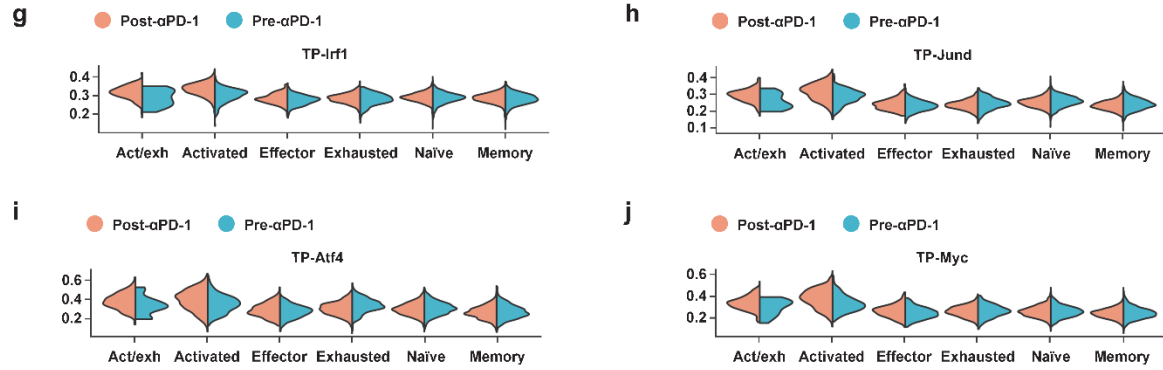 g
Post-αPD-1 Pre-αPD-1
TP-Irf1
0.4
0.3
0.2
Act/exh Activated Effector Exhausted Naïve Memory
h
Post-αPD-1 Pre-αPD-1
TP-Jund
0.4
0.3
0.2
0.1
Act/exh Activated Effector Exhausted Naïve Memory
i
Post-αPD-1 Pre-αPD-1
TP-Atf4
0.6
0.4
0.2
Act/exh Activated Effector Exhausted Naïve Memory
j
Post-αPD-1 Pre-αPD-1
TP-Myc
0.6
0.4
0.2
Act/exh Activated Effector Exhausted Naïve Memory